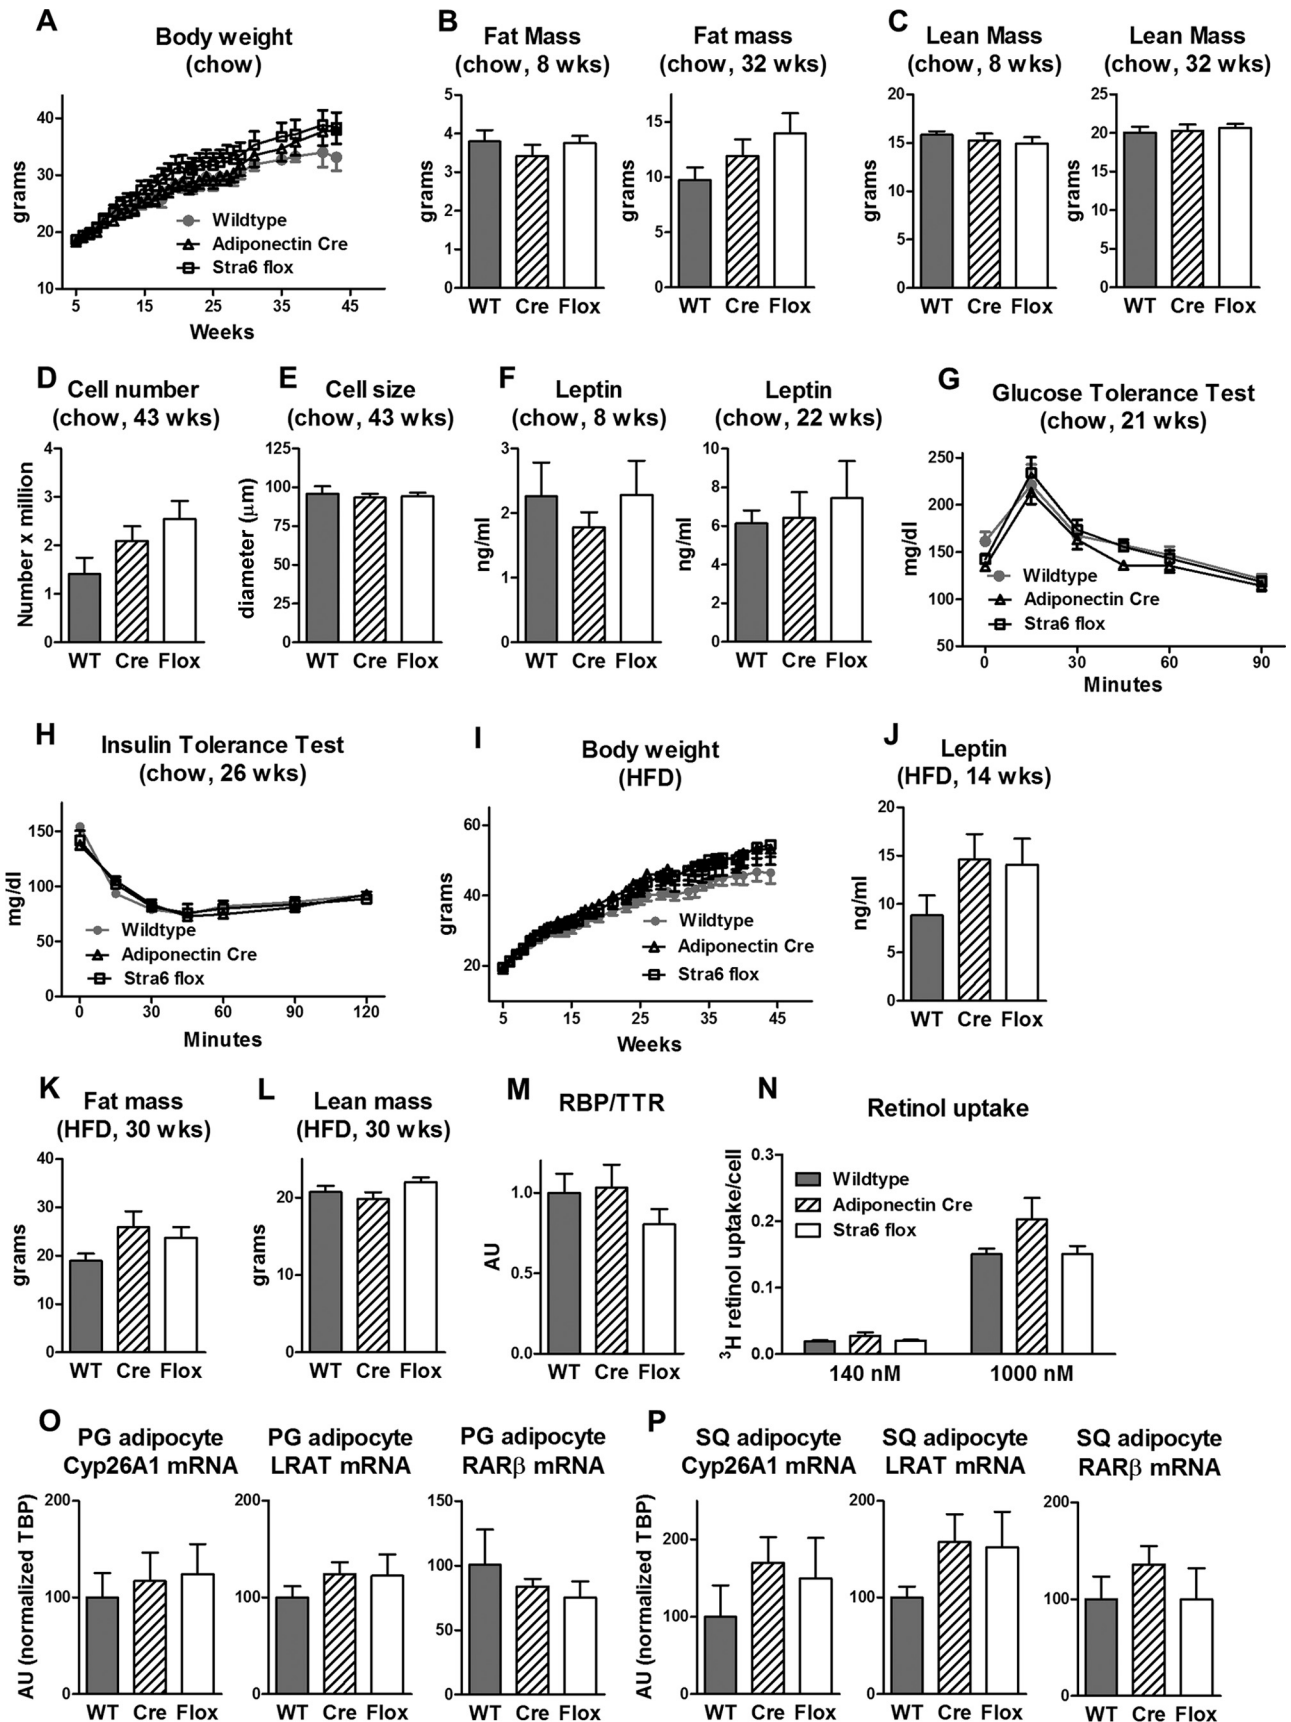 A
Body weight
(chow)
grams
40
30
20
10
Wildtype
Adiponectin Cre
Stra6 flox
5 15 25 35 45
Weeks
B
Fat Mass
(chow, 8 wks)
grams
5
4
3
2
1
0
WT Cre Flox
Fat mass
(chow, 32 wks)
grams
15
10
5
0
WT Cre Flox
C
Lean Mass
(chow, 8 wks)
grams
20
15
10
5
0
WT Cre Flox
Lean Mass
(chow, 32 wks)
grams
25
20
15
10
5
0
WT Cre Flox
D
Cell number
(chow, 43 wks)
Number x million
4
3
2
1
0
WT Cre Flox
E
Cell size
(chow, 43 wks)
diameter (μm)
125
100
75
50
25
0
WT Cre Flox
F
Leptin
(chow, 8 wks)
ng/ml
3
2
1
0
WT Cre Flox
Leptin
(chow, 22 wks)
ng/ml
10
8
6
4
2
0
WT Cre Flox
G
Glucose Tolerance Test
(chow, 21 wks)
mg/dl
250
200
150
100
50
Wildtype
Adiponectin Cre
Stra6 flox
0 30 60 90
Minutes
H
Insulin Tolerance Test
(chow, 26 wks)
mg/dl
150
100
50
0
Wildtype
Adiponectin Cre
Stra6 flox
0 30 60 90 120
Minutes
I
Body weight
(HFD)
grams
60
40
20
Wildtype
Adiponectin Cre
Stra6 flox
5 15 25 35 45
Weeks
J
Leptin
(HFD, 14 wks)
ng/ml
20
15
10
5
0
WT Cre Flox
K
Fat mass
(HFD, 30 wks)
grams
40
30
20
10
0
WT Cre Flox
L
Lean mass
(HFD, 30 wks)
grams
20
10
0
WT Cre Flox
M
RBP/TTR
AU
1.0
0.5
0.0
WT Cre Flox
N
Retinol uptake
³H retinol uptake/cell
0.3
0.2
0.1
0.0
Wildtype
Adiponectin Cre
Stra6 flox
140 nM 1000 nM
O
PG adipocyte
Cyp26A1 mRNA
AU (normalized TBP)
200
100
0
WT Cre Flox
PG adipocyte
LRAT mRNA
200
100
0
WT Cre Flox
PG adipocyte
RARβ mRNA
150
100
50
0
WT Cre Flox
P
SQ adipocyte
Cyp26A1 mRNA
AU (normalized TBP)
200
100
0
WT Cre Flox
SQ adipocyte
LRAT mRNA
200
100
0
WT Cre Flox
SQ adipocyte
RARβ mRNA
200
100
0
WT Cre Flox